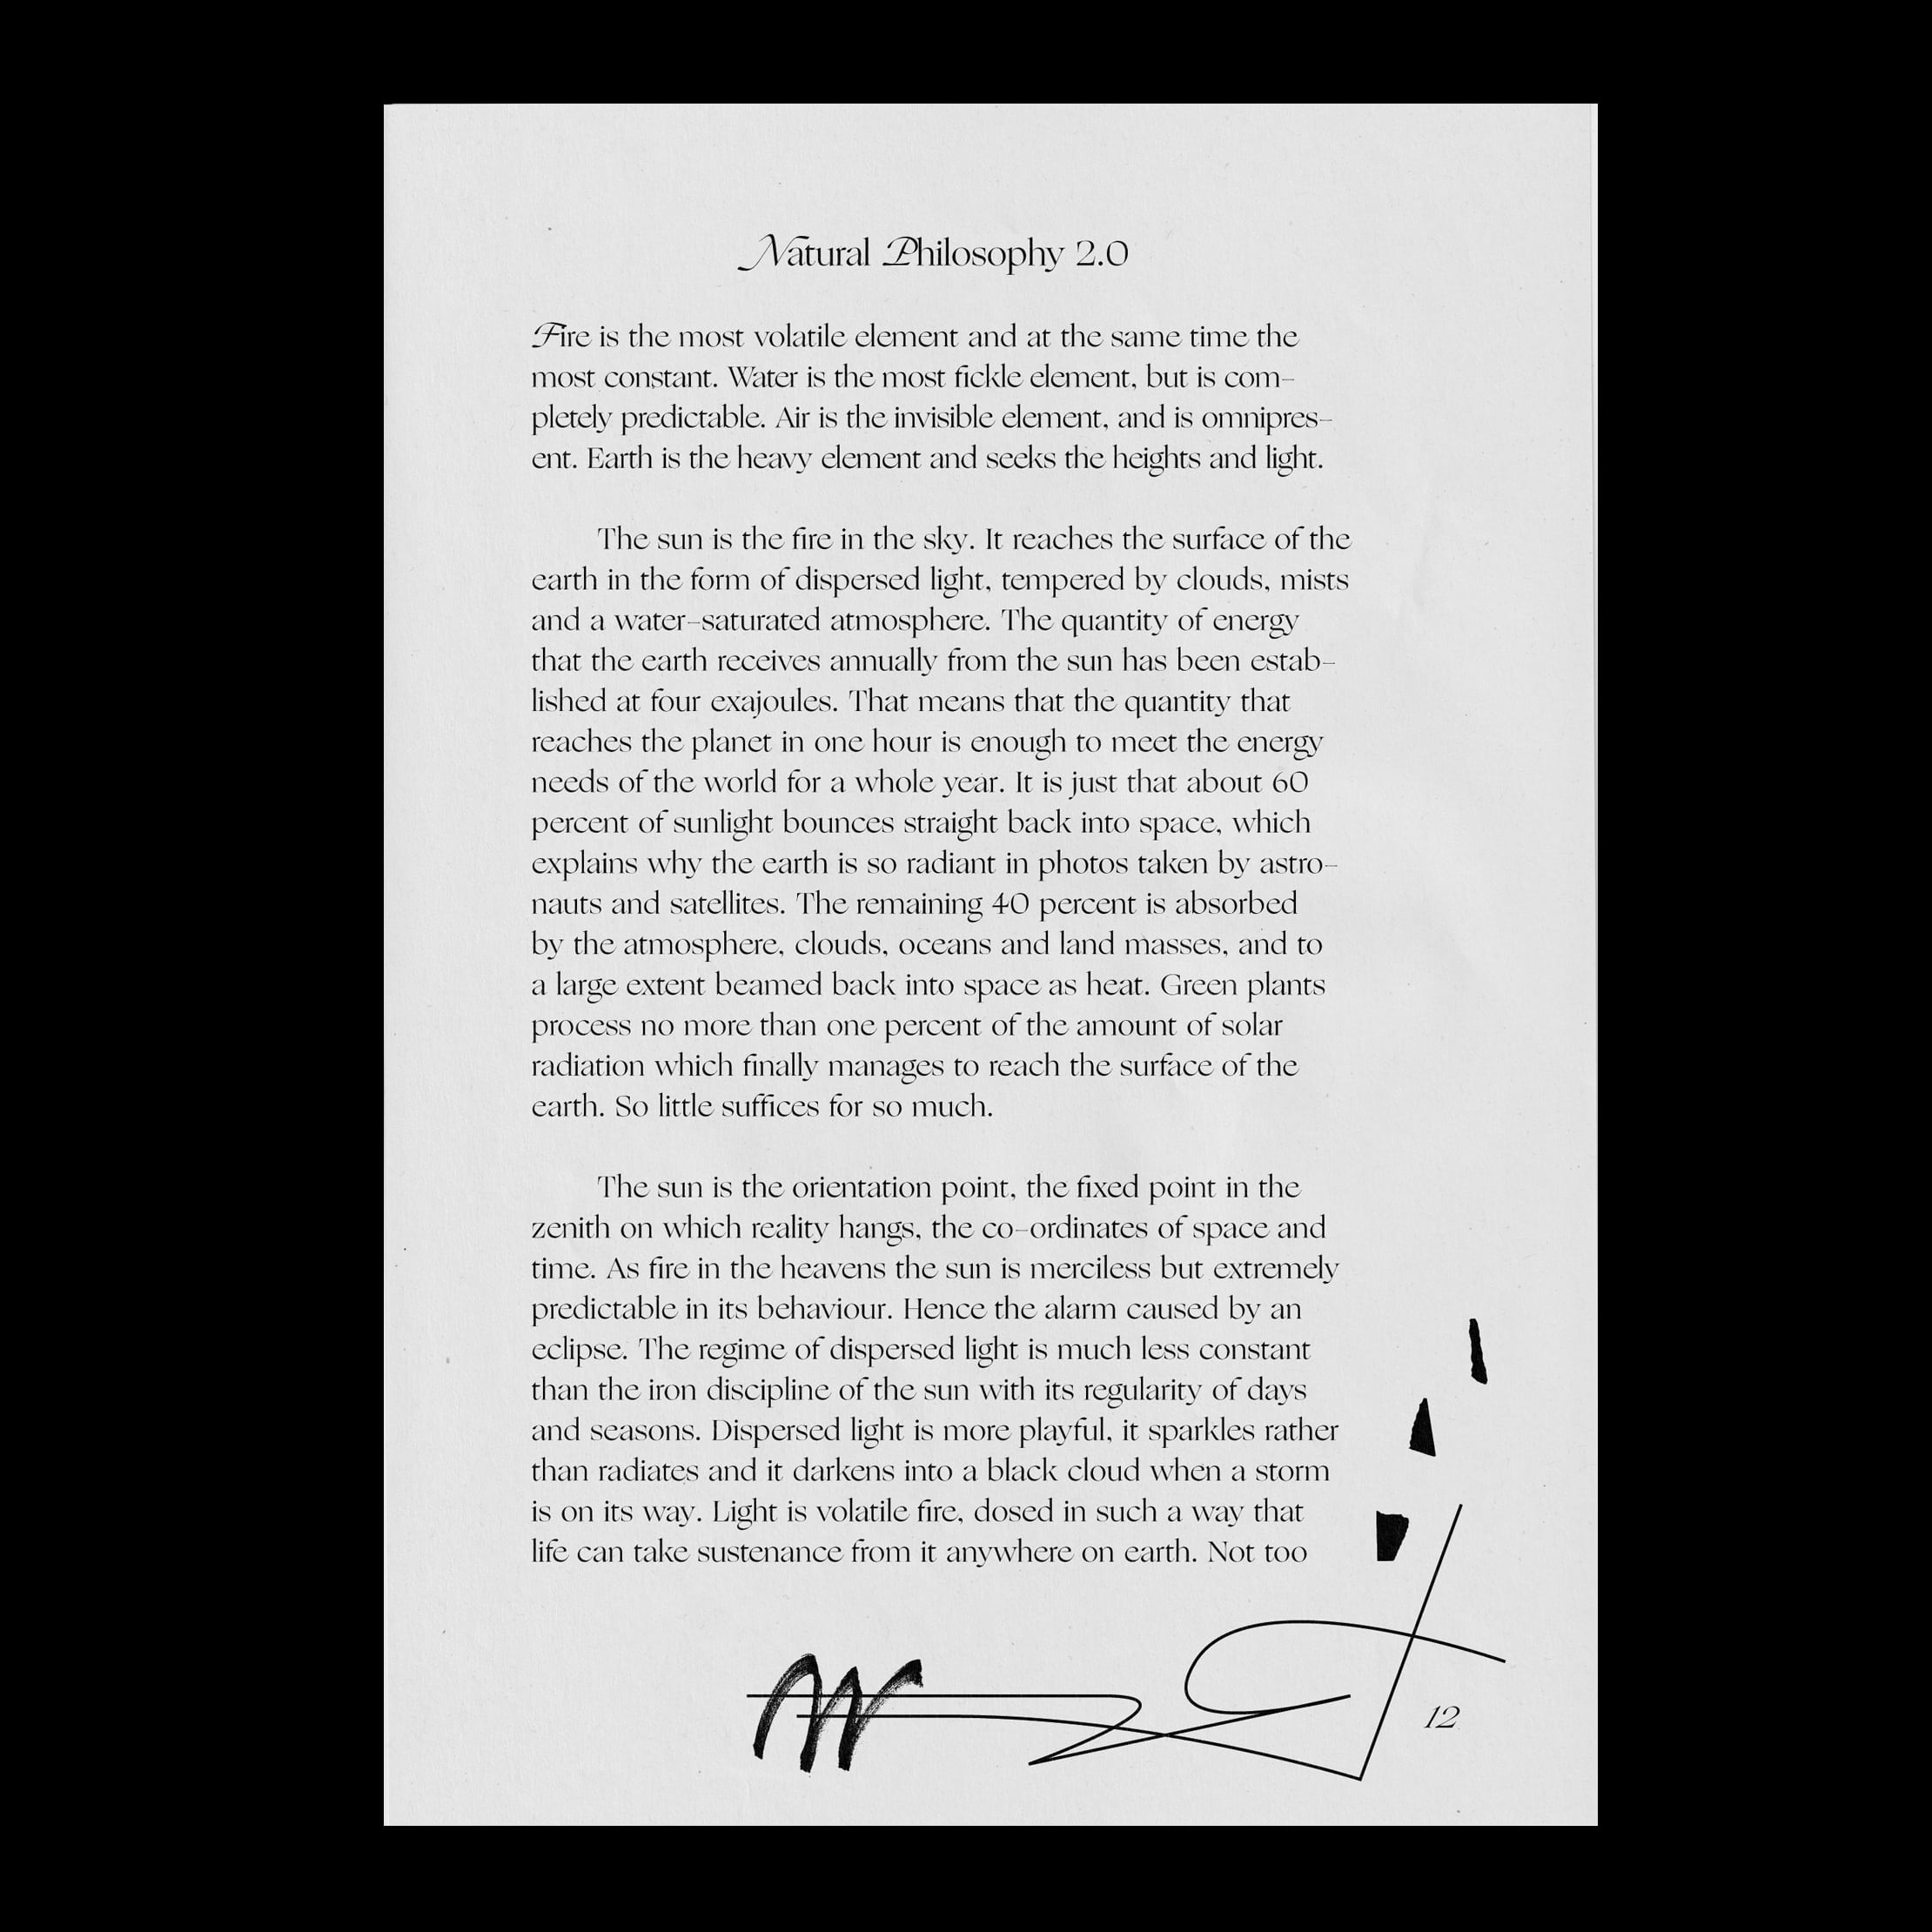 Natural Philosophy 2.0
Fire is the most volatile element and at the same time the
most constant. Water is the most fickle element, but is com-
pletely predictable. Air is the invisible element, and is omnipres-
ent. Earth is the heavy element and seeks the heights and light.
The sun is the fire in the sky. It reaches the surface of the
earth in the form of dispersed light, tempered by clouds, mists
and a water-saturated atmosphere. The quantity of energy
that the earth receives annually from the sun has been estab-
lished at four exajoules. That means that the quantity that
reaches the planet in one hour is enough to meet the energy
needs of the world for a whole year. It is just that about 60
percent of sunlight bounces straight back into space, which
explains why the earth is so radiant in photos taken by astro-
nauts and satellites. The remaining 40 percent is absorbed
by the atmosphere, clouds, oceans and land masses, and to
a large extent beamed back into space as heat. Green plants
process no more than one percent of the amount of solar
radiation which finally manages to reach the surface of the
earth. So little suffices for so much.
The sun is the orientation point, the fixed point in the
zenith on which reality hangs, the co-ordinates of space and
time. As fire in the heavens the sun is merciless but extremely
predictable in its behaviour. Hence the alarm caused by an
eclipse. The regime of dispersed light is much less constant
than the iron discipline of the sun with its regularity of days
and seasons. Dispersed light is more playful, it sparkles rather
than radiates and it darkens into a black cloud when a storm
is on its way. Light is volatile fire, dosed in such a way that
life can take sustenance from it anywhere on earth. Not too
12